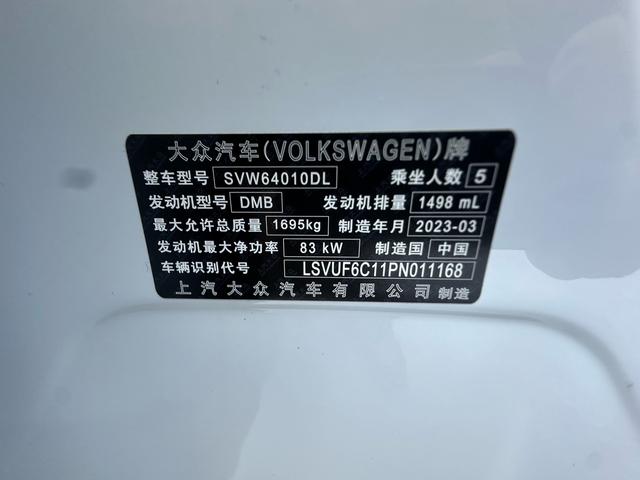 大众汽车(VOLKSWAGEN)牌
整车型号 SVW64010DL 乘坐人数 5
发动机型号 DMB 发动机排量 1498 mL
最大允许总质量 1695kg 制造年月 2023-03
发动机最大净功率 83 kW 制造国 中国
车辆识别代号 LSVUF6C11PN011168
上汽大众汽车有限公司 制造